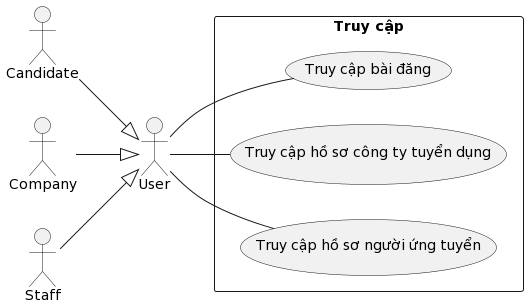 Truy cập
Candidate
Truy cập bài đăng
Company
User
Truy cập hồ sơ công ty tuyển dụng
Staff
Truy cập hồ sơ người ứng tuyển